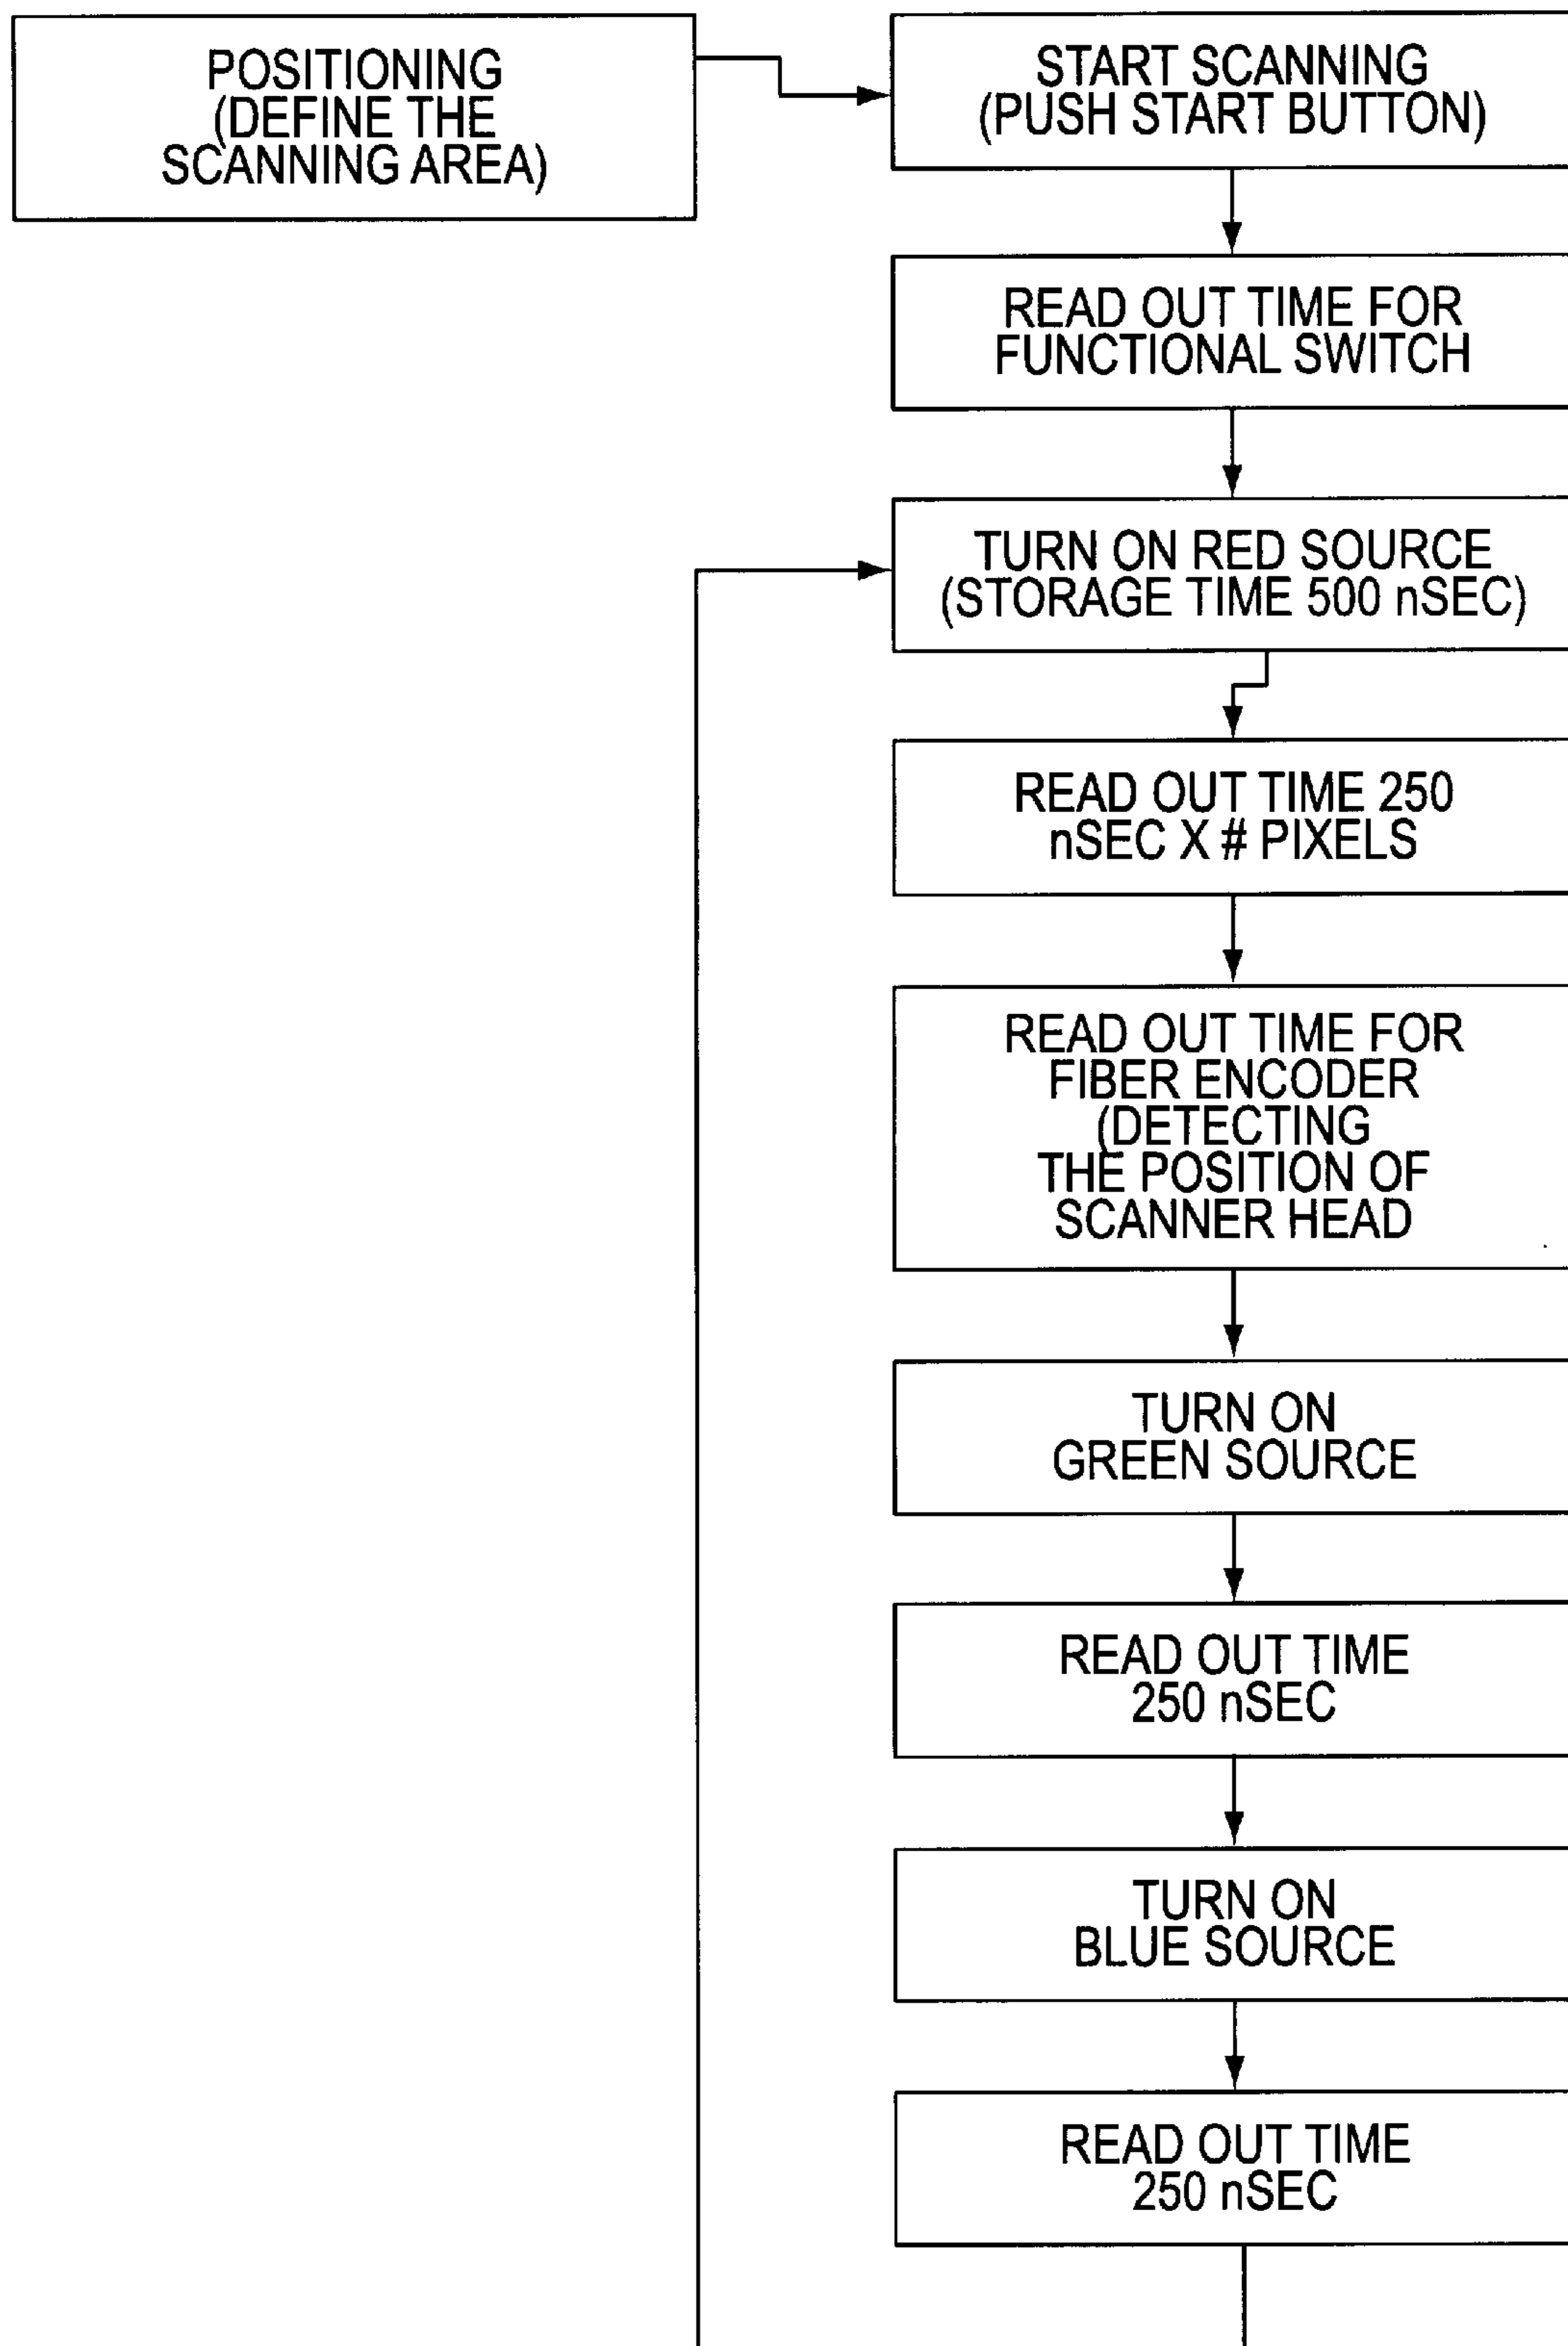 POSITIONING
(DEFINE THE
SCANNING AREA)
START SCANNING
(PUSH START BUTTON)
READ OUT TIME FOR
FUNCTIONAL SWITCH
TURN ON RED SOURCE
(STORAGE TIME 500 nSEC)
READ OUT TIME 250
nSEC X # PIXELS
READ OUT TIME FOR
FIBER ENCODER
(DETECTING
THE POSITION OF
SCANNER HEAD
TURN ON
GREEN SOURCE
READ OUT TIME
250 nSEC
TURN ON
BLUE SOURCE
READ OUT TIME
250 nSEC